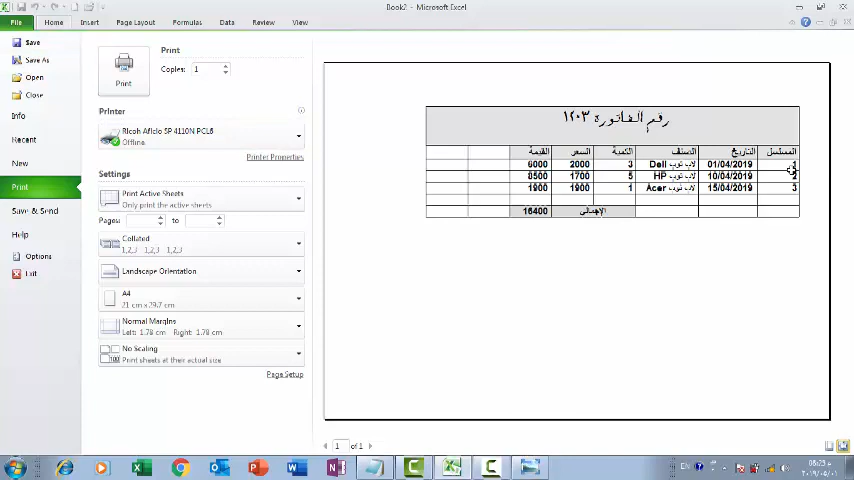 Book2 - Microsoft Excel
File Home Insert Page Layout Formulas Data Review View
Save
Save As
Open
Close
Info
Recent
New
Print
Save & Send
Help
Options
Exit
Print
Print
Copies: 1
Printer
Ricoh Aficio SP 4110N PCL6
Offline
Printer Properties
Settings
Print Active Sheets
Only print the active sheets
Pages: to
Collated
1,2,3 1,2,3 1,2,3
Landscape Orientation
A4
21 cm x 29.7 cm
Normal Margins
Left: 1.78 cm Right: 1.78 cm
No Scaling
Print sheets at their actual size
100
Page Setup
رقم الفاتورة ١٢٠٣
المسلسل التاريخ الصنف الكمية السعر القيمة
1 01/04/2019 لاب توب Dell 3 2000 6000
2 10/04/2019 لاب توب HP 5 1700 8500
3 15/04/2019 لاب توب Acer 1 1900 1900
الإجمالى 16400
1 of 1
EN